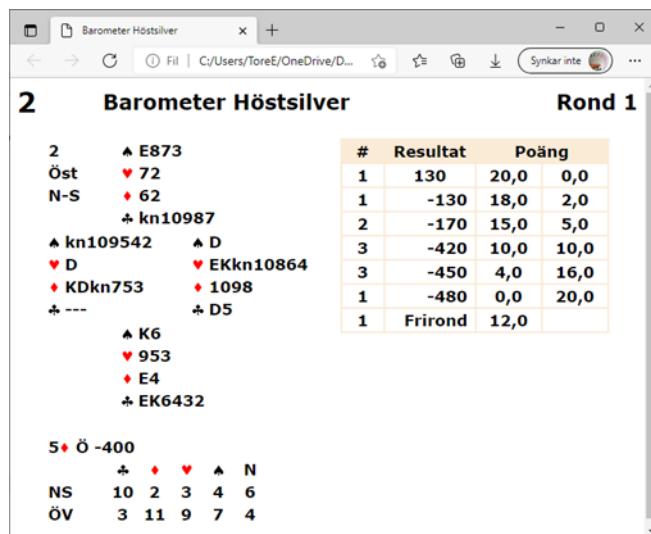 Barometer Höstsilver
Fil | C:/Users/ToreE/OneDrive/D... Synkar inte
2 Barometer Höstsilver Rond 1
2 ♠ E873
Öst ♥ 72
N-S ♦ 62
♣ kn10987
♠ kn109542 ♠ D
♥ D ♥ EKkn10864
♦ KDkn753 ♦ 1098
♣ --- ♣ D5
♠ K6
♥ 953
♦ E4
♣ EK6432
5♦ Ö -400
♣ ♦ ♥ ♠ N
NS 10 2 3 4 6
ÖV 3 11 9 7 4
# Resultat Poäng
1 130 20,0 0,0
1 -130 18,0 2,0
2 -170 15,0 5,0
3 -420 10,0 10,0
3 -450 4,0 16,0
1 -480 0,0 20,0
1 Frirond 12,0